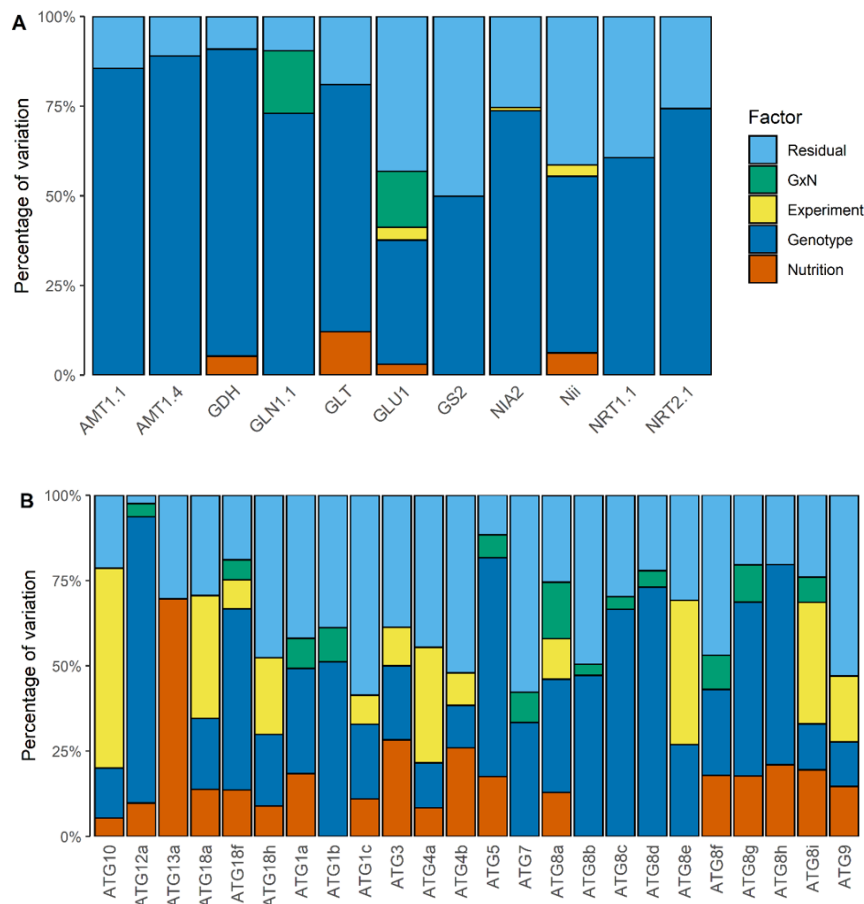 A
100%
75%
50%
25%
0%
Percentage of variation
AMT1.1 AMT1.4 GDH GLN1.1 GLT GLU1 GS2 NIA2 Nii NRT1.1 NRT2.1
Factor
Residual
GxN
Experiment
Genotype
Nutrition
B
100%
75%
50%
25%
0%
Percentage of variation
ATG10 ATG12a ATG13a ATG18a ATG18f ATG18h ATG1a ATG1b ATG1c ATG3 ATG4a ATG4b ATG5 ATG7 ATG8a ATG8b ATG8c ATG8d ATG8e ATG8f ATG8g ATG8h ATG8i ATG9